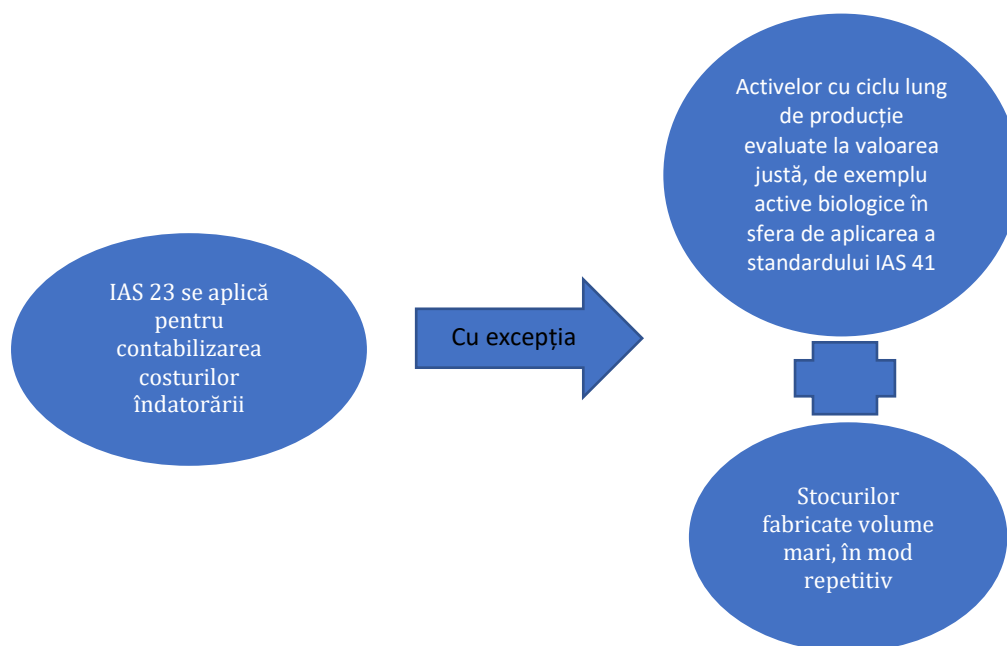 IAS 23 se aplică
pentru
contabilizarea
costurilor
îndatorării
Cu excepția
Activelor cu ciclu lung
de producție
evaluate la valoarea
justă, de exemplu
active biologice în
sfera de aplicarea a
standardului IAS 41
Stocurilor
fabricate volume
mari, în mod
repetitiv